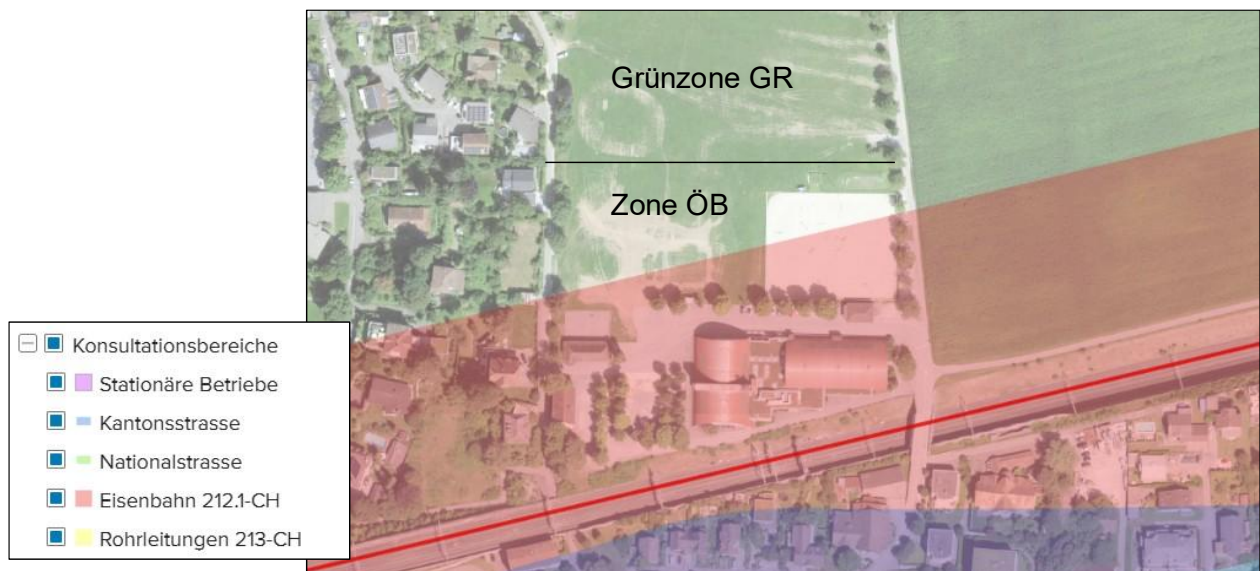 Grünzone GR
Zone ÖB
Konsultationsbereiche
Stationäre Betriebe
Kantonsstrasse
Nationalstrasse
Eisenbahn 212.1-CH
Rohrleitungen 213-CH